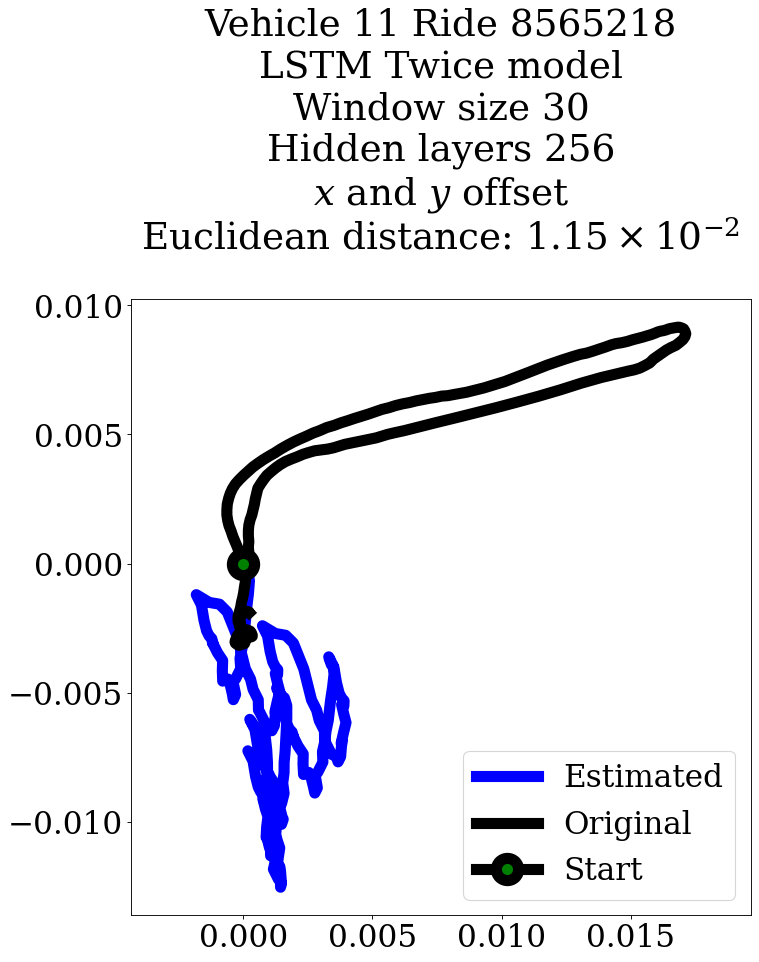 Vehicle 11 Ride 8565218
LSTM Twice model
Window size 30
Hidden layers 256
x and y offset
Euclidean distance: 1.15 × 10⁻²
0.010
0.005
0.000
−0.005
−0.010
0.000 0.005 0.010 0.015
Estimated
Original
Start